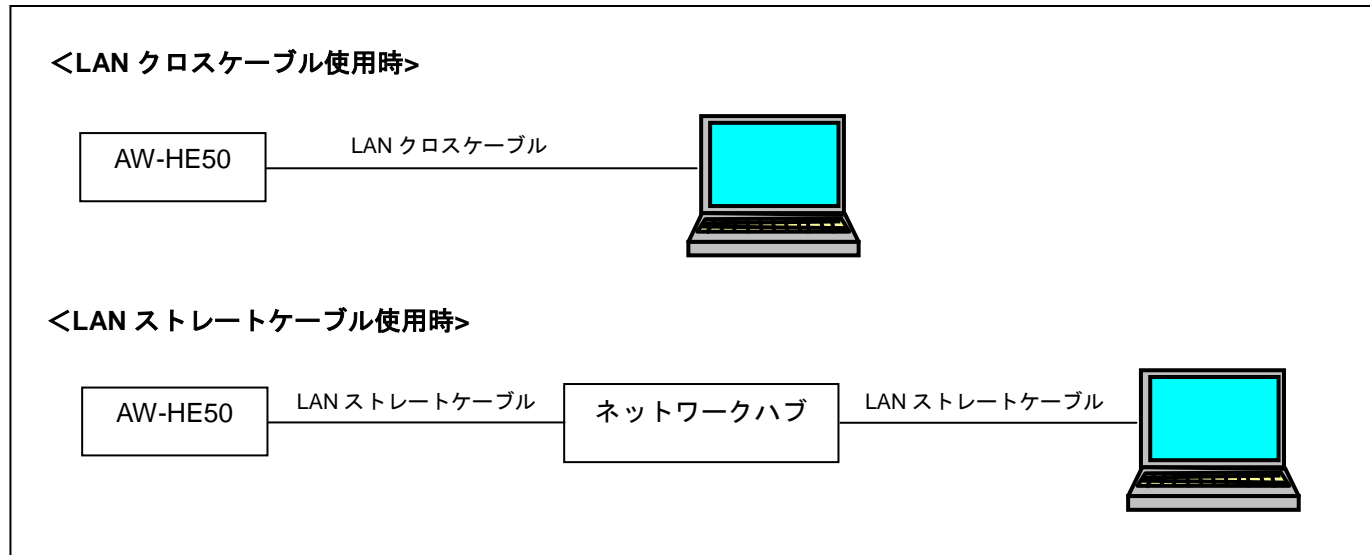 ＜LAN クロスケーブル使用時>
AW-HE50
LAN クロスケーブル
＜LAN ストレートケーブル使用時>
AW-HE50
LAN ストレートケーブル
ネットワークハブ
LAN ストレートケーブル